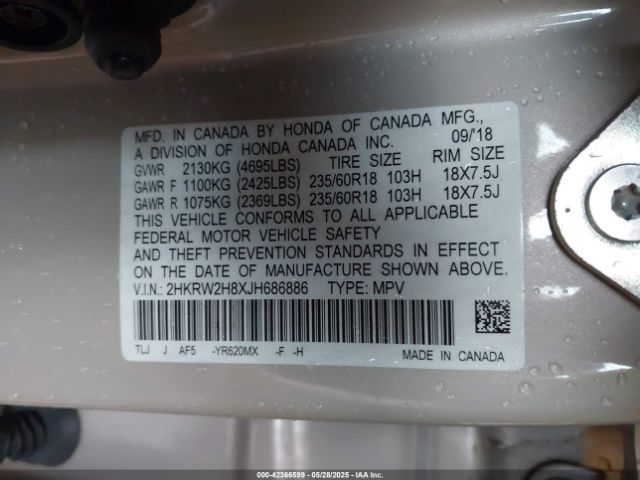 MFD. IN CANADA BY HONDA OF CANADA MFG.,
A DIVISION OF HONDA CANADA INC. 09/'18
GVWR 2130KG (4695LBS) TIRE SIZE RIM SIZE
GAWR F 1100KG (2425LBS) 235/60R18 103H 18X7.5J
GAWR R 1075KG (2369LBS) 235/60R18 103H 18X7.5J
THIS VEHICLE CONFORMS TO ALL APPLICABLE
FEDERAL MOTOR VEHICLE SAFETY
AND THEFT PREVENTION STANDARDS IN EFFECT
ON THE DATE OF MANUFACTURE SHOWN ABOVE.
V.I.N.: 2HKRW2H8XJH686886 TYPE: MPV
TLJ J AF5 -YR620MX -F -H MADE IN CANADA
000-42366599 | 05/28/2025 - IAA Corp.